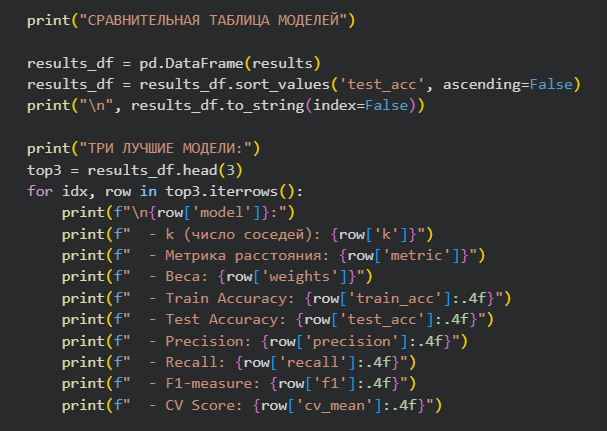 print("СРАВНИТЕЛЬНАЯ ТАБЛИЦА МОДЕЛЕЙ")
results_df = pd.DataFrame(results)
results_df = results_df.sort_values('test_acc', ascending=False)
print("\n", results_df.to_string(index=False))
print("ТРИ ЛУЧШИЕ МОДЕЛИ:")
top3 = results_df.head(3)
for idx, row in top3.iterrows():
    print(f"\n{row['model']}:")
    print(f"  - k (число соседей): {row['k']}")
    print(f"  - Метрика расстояния: {row['metric']}")
    print(f"  - Веса: {row['weights']}")
    print(f"  - Train Accuracy: {row['train_acc']:.4f}")
    print(f"  - Test Accuracy: {row['test_acc']:.4f}")
    print(f"  - Precision: {row['precision']:.4f}")
    print(f"  - Recall: {row['recall']:.4f}")
    print(f"  - F1-measure: {row['f1']:.4f}")
    print(f"  - CV Score: {row['cv_mean']:.4f}")